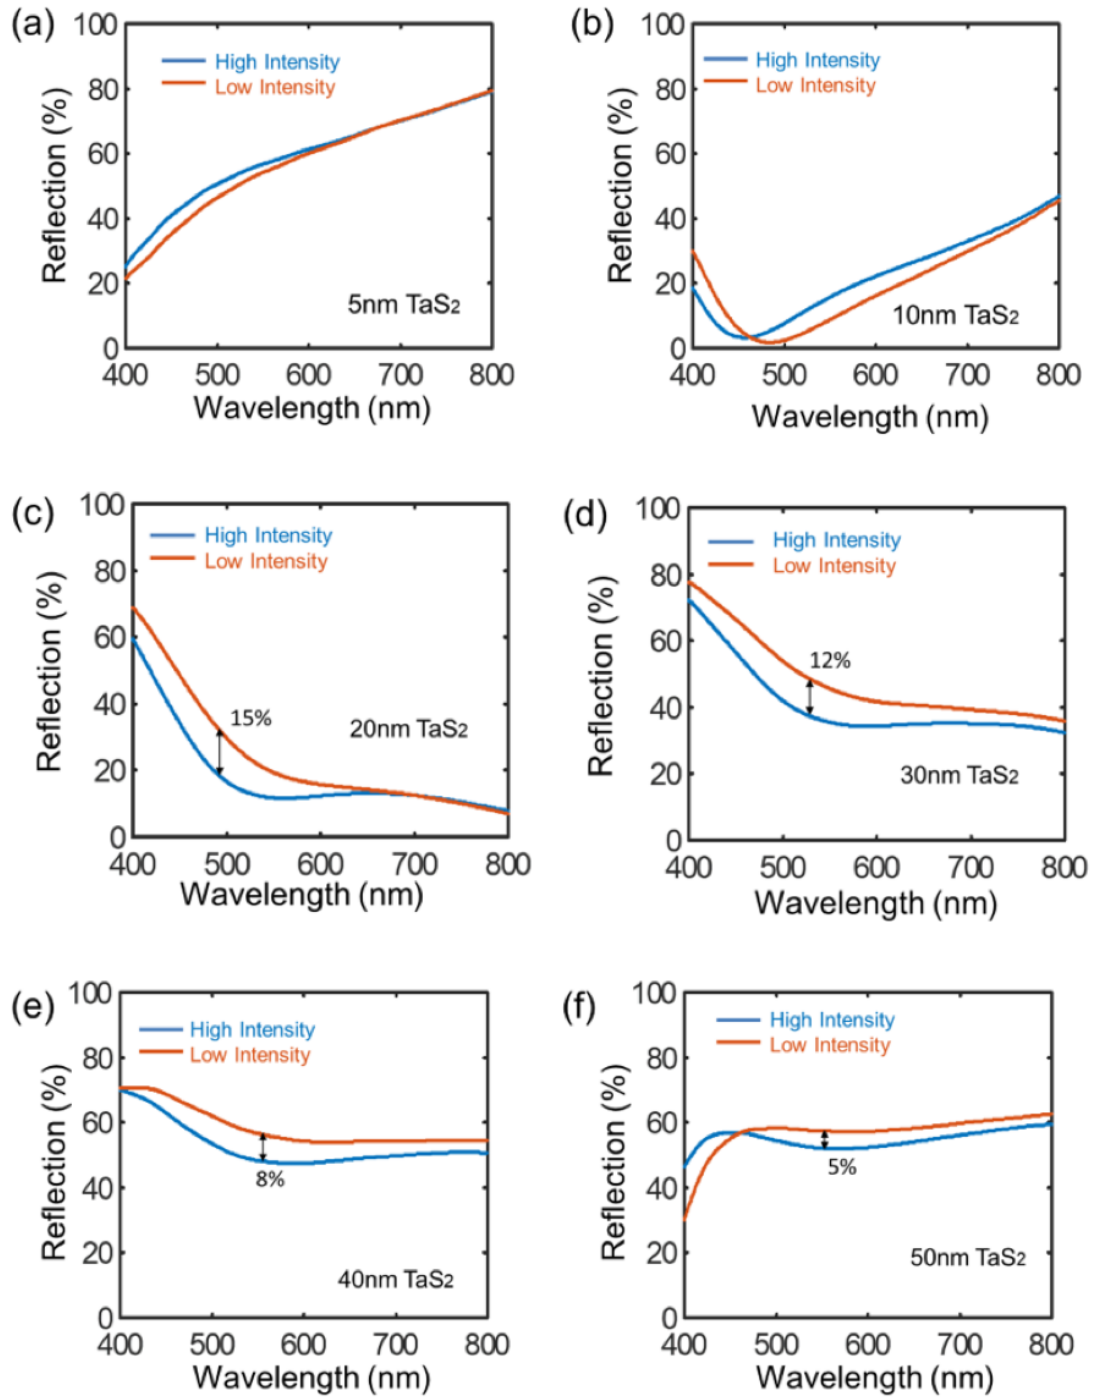 (a)
100
80
60
40
20
0
Reflection (%)
High Intensity
Low Intensity
5nm TaS2
400 500 600 700 800
Wavelength (nm)
(b)
100
80
60
40
20
0
Reflection (%)
High Intensity
Low Intensity
10nm TaS2
400 500 600 700 800
Wavelength (nm)
(c)
100
80
60
40
20
0
Reflection (%)
High Intensity
Low Intensity
15%
20nm TaS2
400 500 600 700 800
Wavelength (nm)
(d)
100
80
60
40
20
0
Reflection (%)
High Intensity
Low Intensity
12%
30nm TaS2
400 500 600 700 800
Wavelength (nm)
(e)
100
80
60
40
20
0
Reflection (%)
High Intensity
Low Intensity
8%
40nm TaS2
400 500 600 700 800
Wavelength (nm)
(f)
100
80
60
40
20
0
Reflection (%)
High Intensity
Low Intensity
5%
50nm TaS2
400 500 600 700 800
Wavelength (nm)